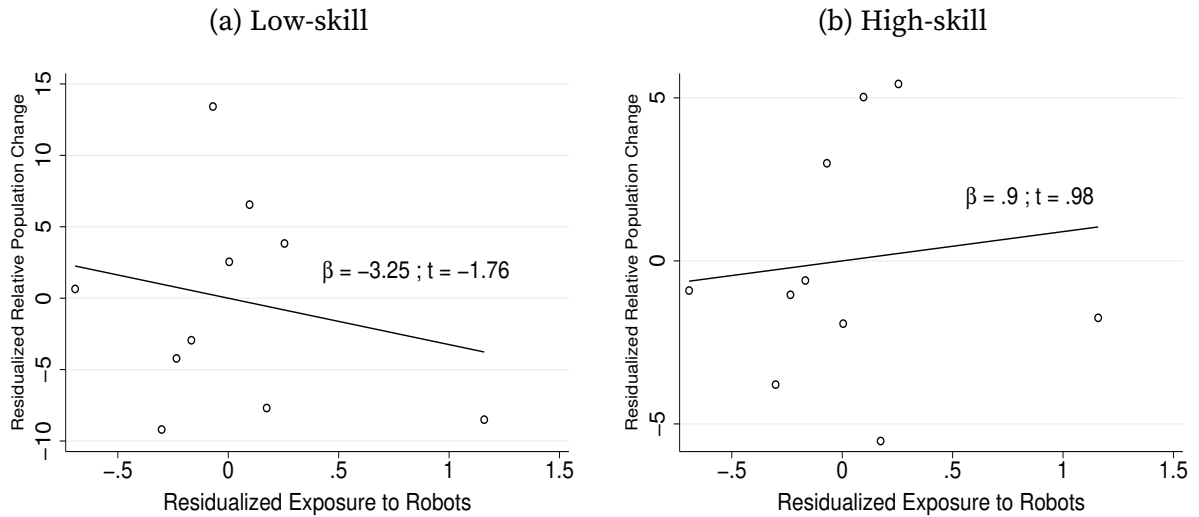 (a) Low-skill
Residualized Relative Population Change
15
10
5
0
−5
−10
β = −3.25 ; t = −1.76
−.5 0 .5 1 1.5
Residualized Exposure to Robots
(b) High-skill
Residualized Relative Population Change
5
0
−5
β = .9 ; t = .98
−.5 0 .5 1 1.5
Residualized Exposure to Robots